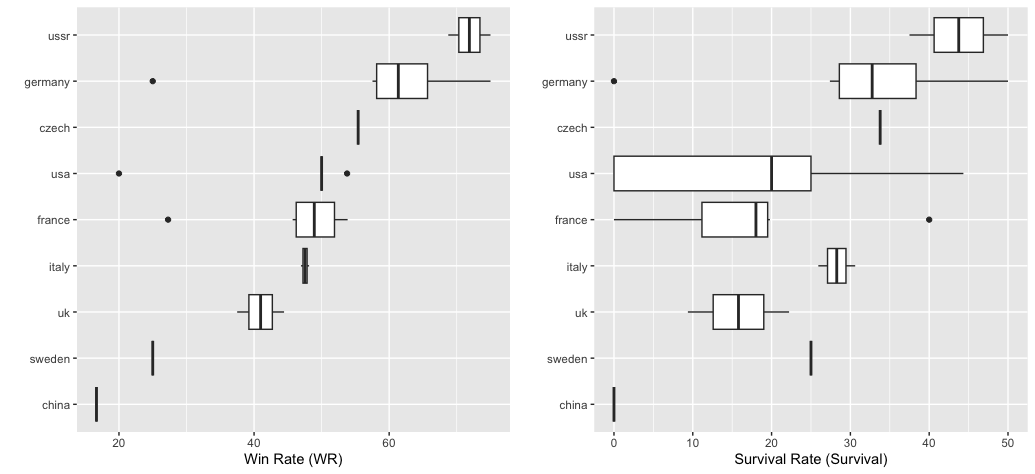 ussr
germany
czech
usa
france
italy
uk
sweden
china
20 40 60
Win Rate (WR)
ussr
germany
czech
usa
france
italy
uk
sweden
china
0 10 20 30 40 50
Survival Rate (Survival)